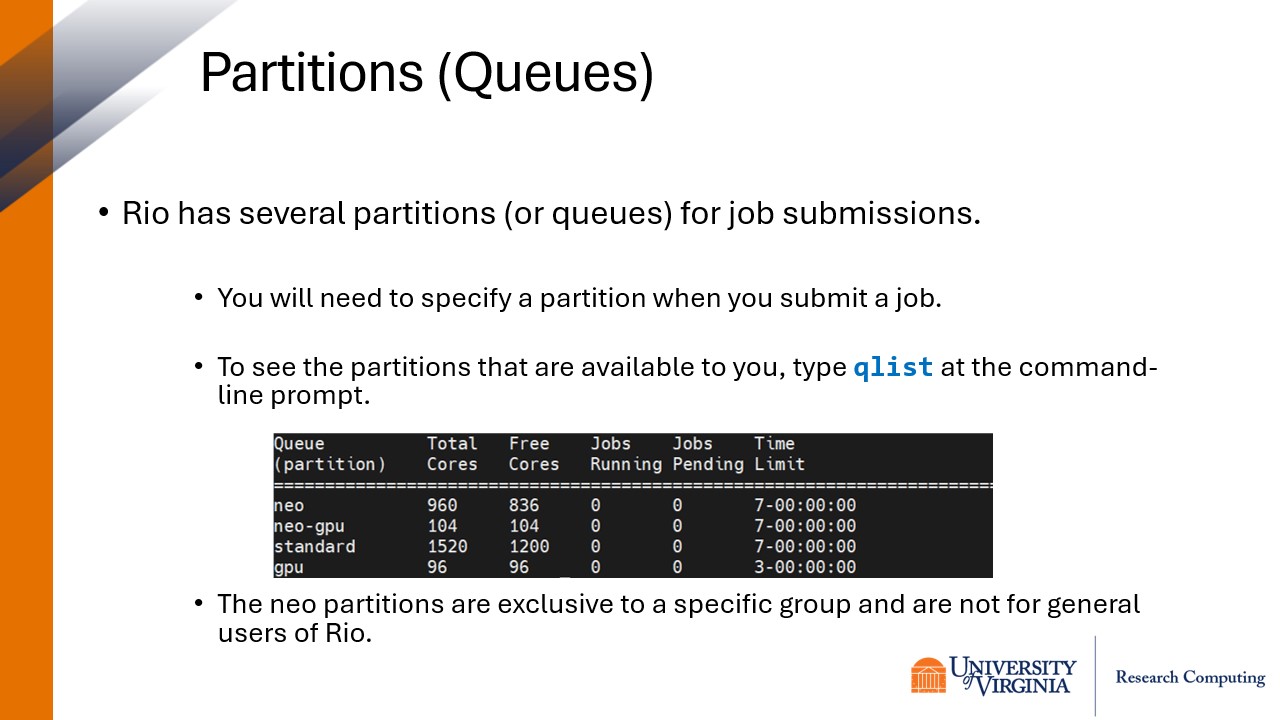 Partitions (Queues)
• Rio has several partitions (or queues) for job submissions.
• You will need to specify a partition when you submit a job.
• To see the partitions that are available to you, type qlist at the command-
line prompt.
Queue Total Free Jobs Jobs Time
(partition) Cores Cores Running Pending Limit
neo 960 836 0 0 7-00:00:00
neo-gpu 104 104 0 0 7-00:00:00
standard 1520 1200 0 0 7-00:00:00
gpu 96 96 0 0 3-00:00:00
• The neo partitions are exclusive to a specific group and are not for general
users of Rio.
UNIVERSITY
of VIRGINIA
Research Computing